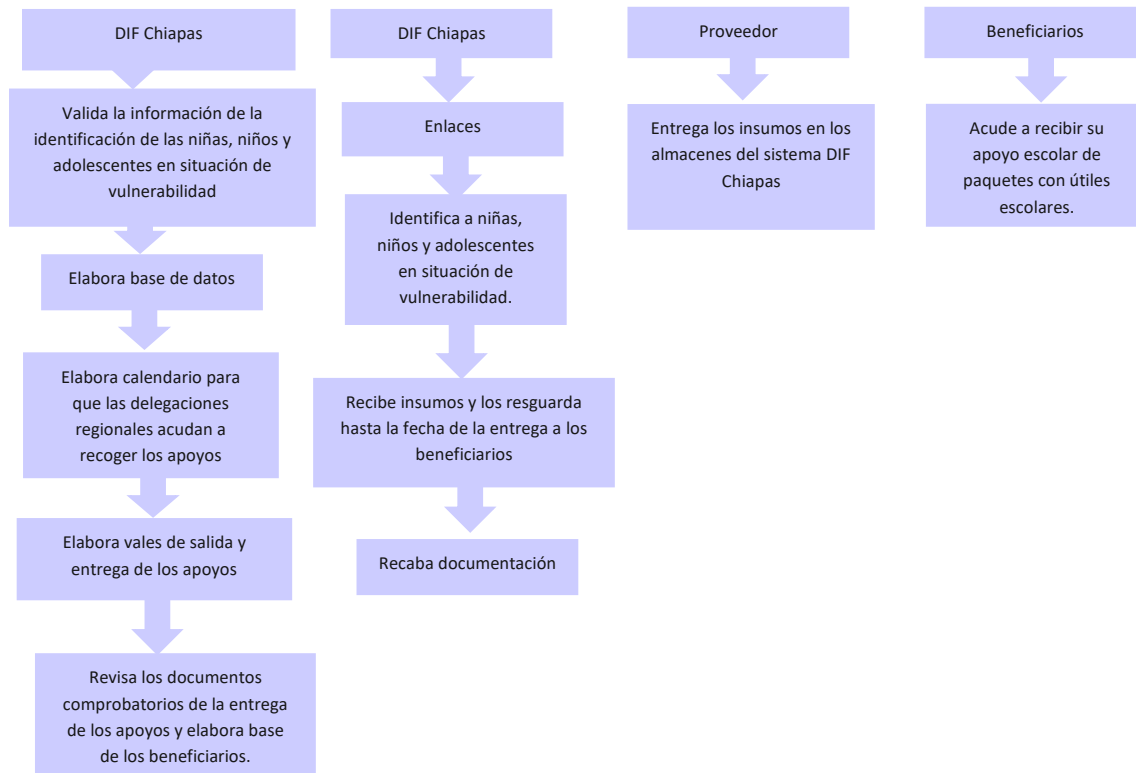 DIF Chiapas
Valida la información de la
identificación de las niñas, niños y
adolescentes en situación de
vulnerabilidad
Elabora base de datos
Elabora calendario para
que las delegaciones
regionales acudan a
recoger los apoyos
Elabora vales de salida y
entrega de los apoyos
Revisa los documentos
comprobatorios de la entrega
de los apoyos y elabora base
de los beneficiarios.
DIF Chiapas
Enlaces
Identifica a niñas,
niños y adolescentes
en situación de
vulnerabilidad.
Recibe insumos y los resguarda
hasta la fecha de la entrega a los
beneficiarios
Recaba documentación
Proveedor
Entrega los insumos en los
almacenes del sistema DIF
Chiapas
Beneficiarios
Acude a recibir su
apoyo escolar de
paquetes con útiles
escolares.